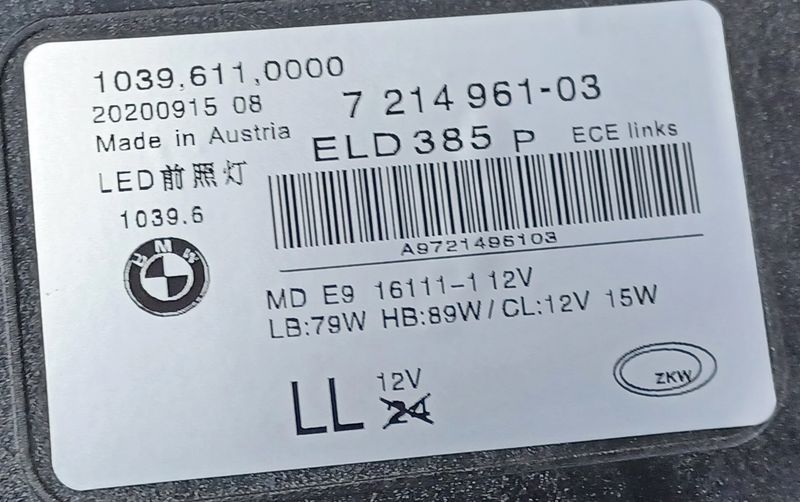 1039,611,0000
20200915 08
7 214 961-03
Made in Austria
ELD 385 P
ECE links
LED前照灯
1039.6
A9721496103
BMW
MD E9 16111-1 12V
LB:79W HB:89W / CL:12V 15W
LL
12V
24
ZKW